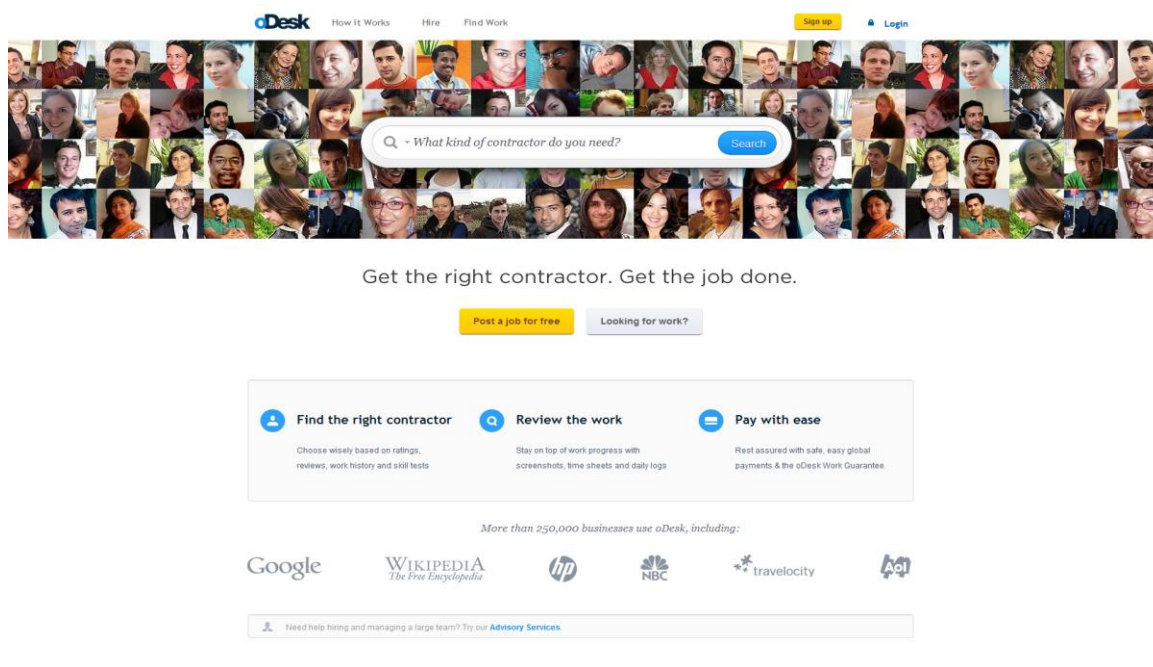 oDesk How it Works Hire Find Work Sign up Login
What kind of contractor do you need? Search
Get the right contractor. Get the job done.
Post a job for free Looking for work?
Find the right contractor
Choose wisely based on ratings,
reviews, work history and skill tests
Review the work
Stay on top of work progress with
screenshots, time sheets and daily logs
Pay with ease
Rest assured with safe, easy global
payments & the oDesk Work Guarantee.
More than 250,000 businesses use oDesk, including:
Google
WIKIPEDIA
The Free Encyclopedia
hp
NBC
travelocity
Aol
Need help hiring and managing a large team? Try our Advisory Services.